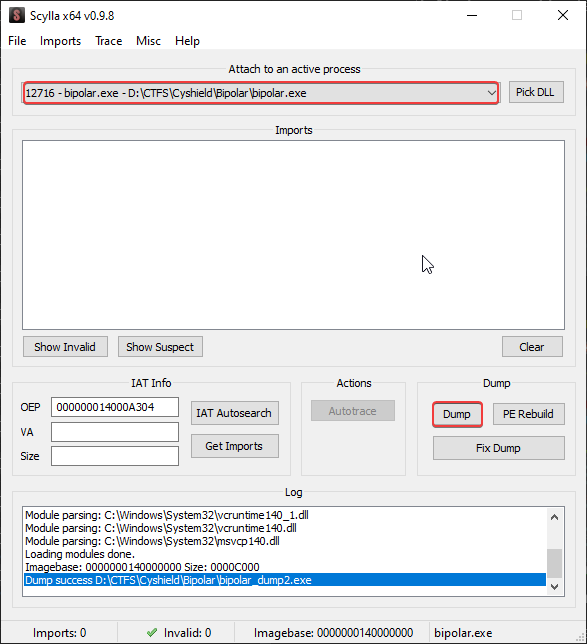 Scylla x64 v0.9.8
File Imports Trace Misc Help
Attach to an active process
12716 - bipolar.exe - D:\CTFS\Cyshield\Bipolar\bipolar.exe
Pick DLL
Imports
Show Invalid
Show Suspect
Clear
IAT Info
OEP
000000014000A304
IAT Autosearch
VA
Get Imports
Size
Actions
Autotrace
Dump
Dump
PE Rebuild
Fix Dump
Log
Module parsing: C:\Windows\System32\vcruntime140_1.dll
Module parsing: C:\Windows\System32\vcruntime140.dll
Module parsing: C:\Windows\System32\msvcp140.dll
Loading modules done.
Imagebase: 0000000140000000 Size: 0000C000
Dump success D:\CTFS\Cyshield\Bipolar\bipolar_dump2.exe
Imports: 0
Invalid: 0
Imagebase: 0000000140000000
bipolar.exe